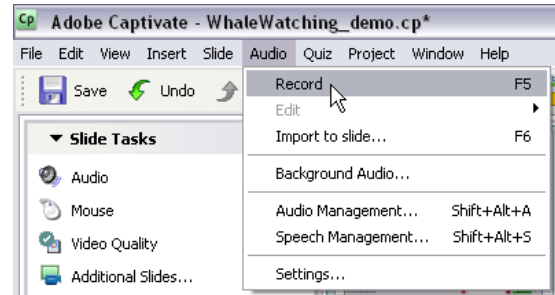 Cp Adobe Captivate - WhaleWatching_demo.cp*
File Edit View Insert Slide Audio Quiz Project Window Help
Save Undo
Record F5
Edit
Import to slide... F6
Background Audio...
Audio Management... Shift+Alt+A
Speech Management... Shift+Alt+S
Settings...
Slide Tasks
Audio
Mouse
Video Quality
Additional Slides...